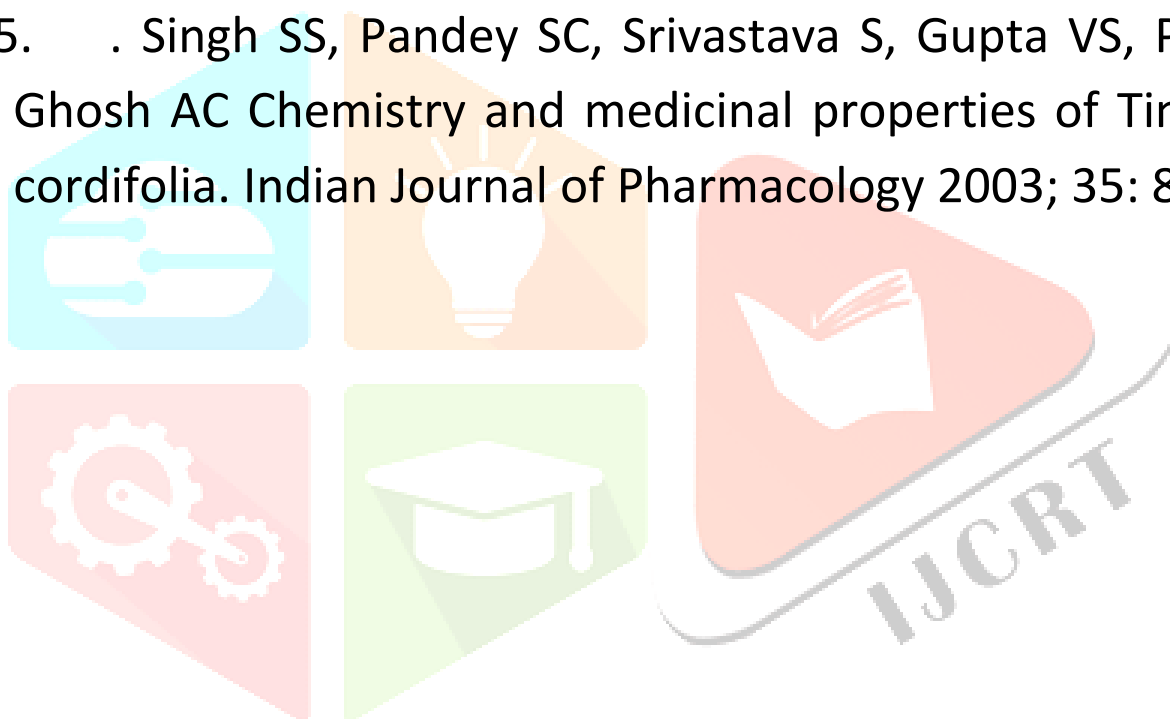 5. . Singh SS, Pandey SC, Srivastava S, Gupta VS,
Ghosh AC Chemistry and medicinal properties of
cordifolia. Indian Journal of Pharmacology 2003; 35:
IJCRT